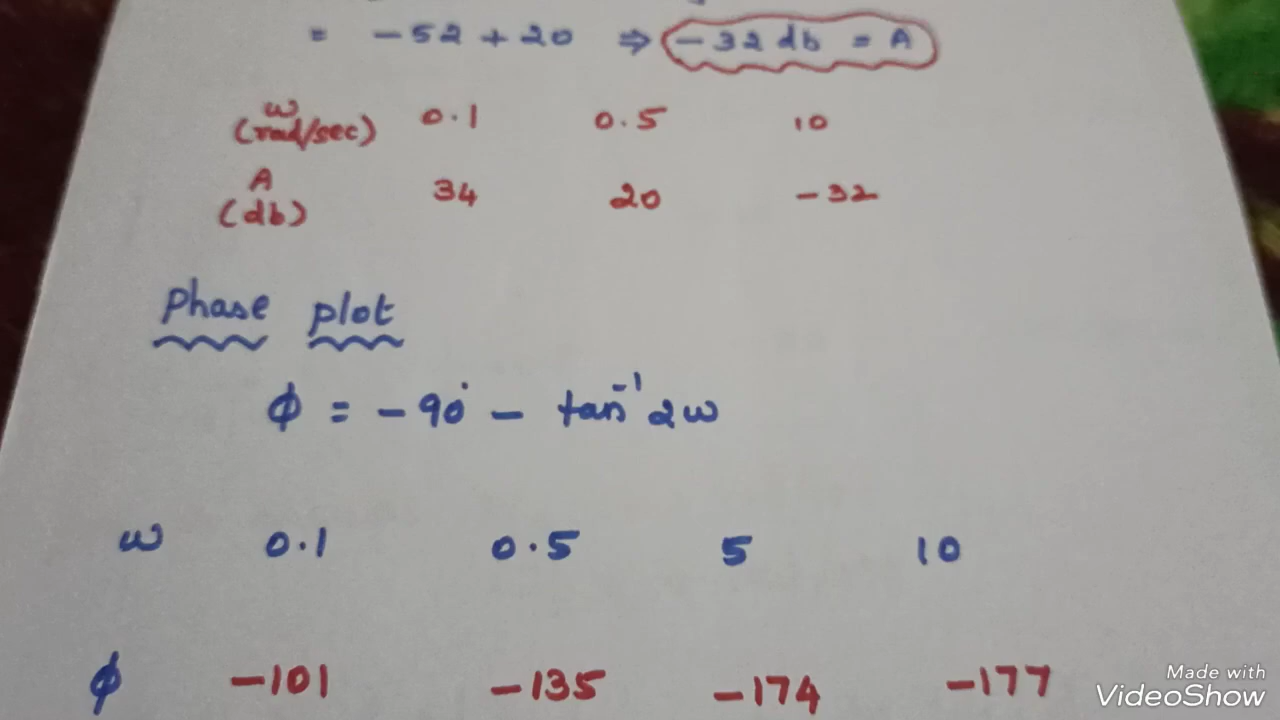 = -52 + 20 ⇒ -32 db = A
ω (rad/sec) 0.1 0.5 10
A (db) 34 20 -32
Phase plot
ϕ = -90° - tan⁻¹ 2ω
ω 0.1 0.5 5 10
ϕ -101 -135 -174 -177
Made with
VideoShow